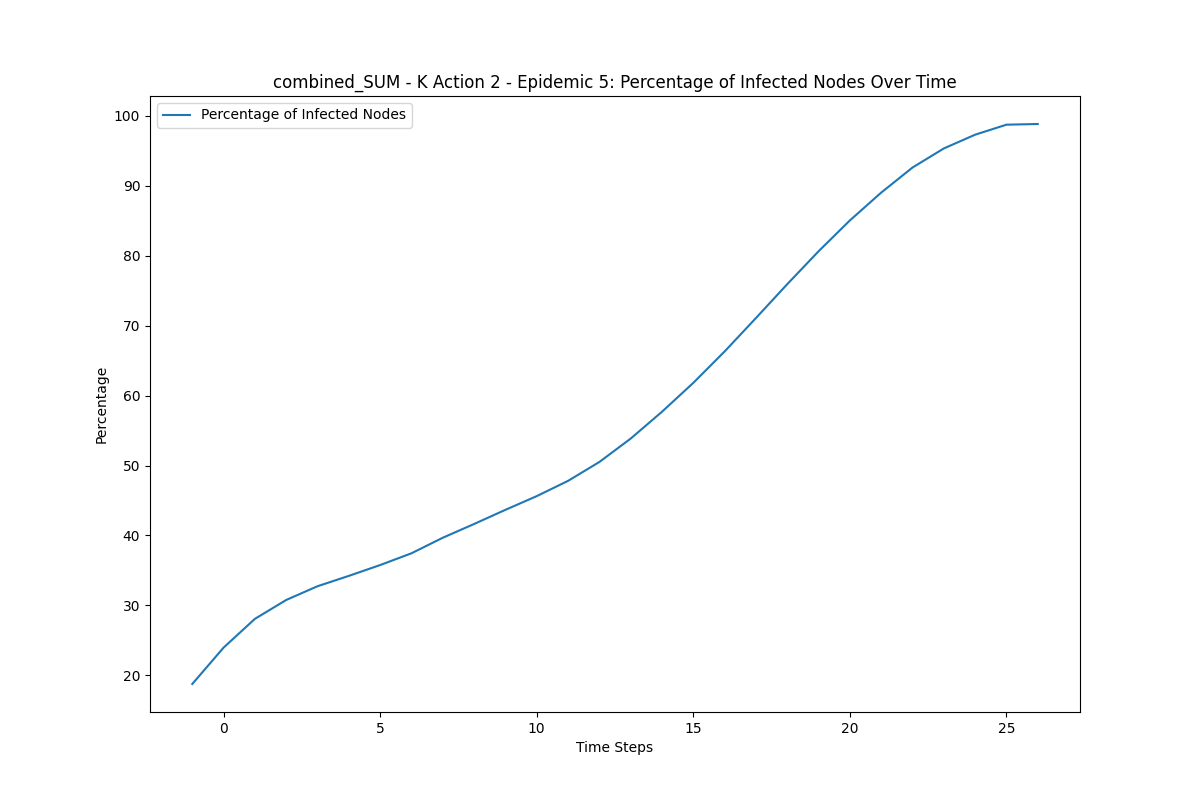 combined_SUM - K Action 2 - Epidemic 5: Percentage of Infected Nodes Over Time
Percentage of Infected Nodes
100
90
80
70
60
50
40
30
20
Percentage
0 5 10 15 20 25
Time Steps